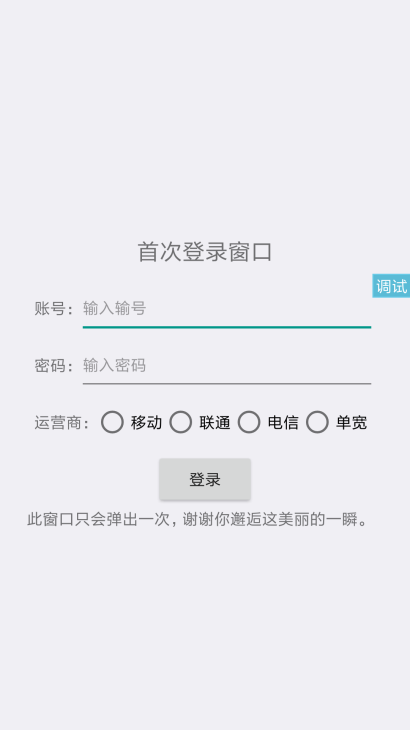 首次登录窗口
调试
账号：输入输号
密码：输入密码
运营商： 移动 联通 电信 单宽
登录
此窗口只会弹出一次，谢谢你邂逅这美丽的一瞬。